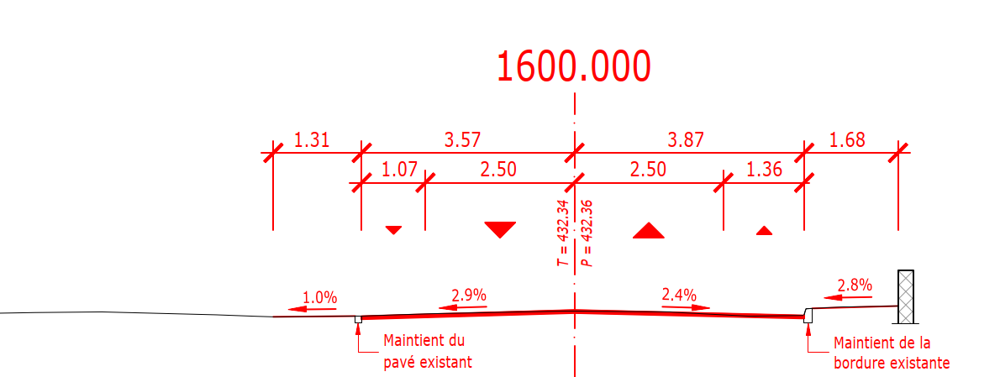 1600.000
1.31
3.57
3.87
1.68
1.07
2.50
2.50
1.36
T = 432.34
P = 432.36
1.0%
2.9%
2.4%
2.8%
Maintient du
pavé existant
Maintient de la
bordure existante